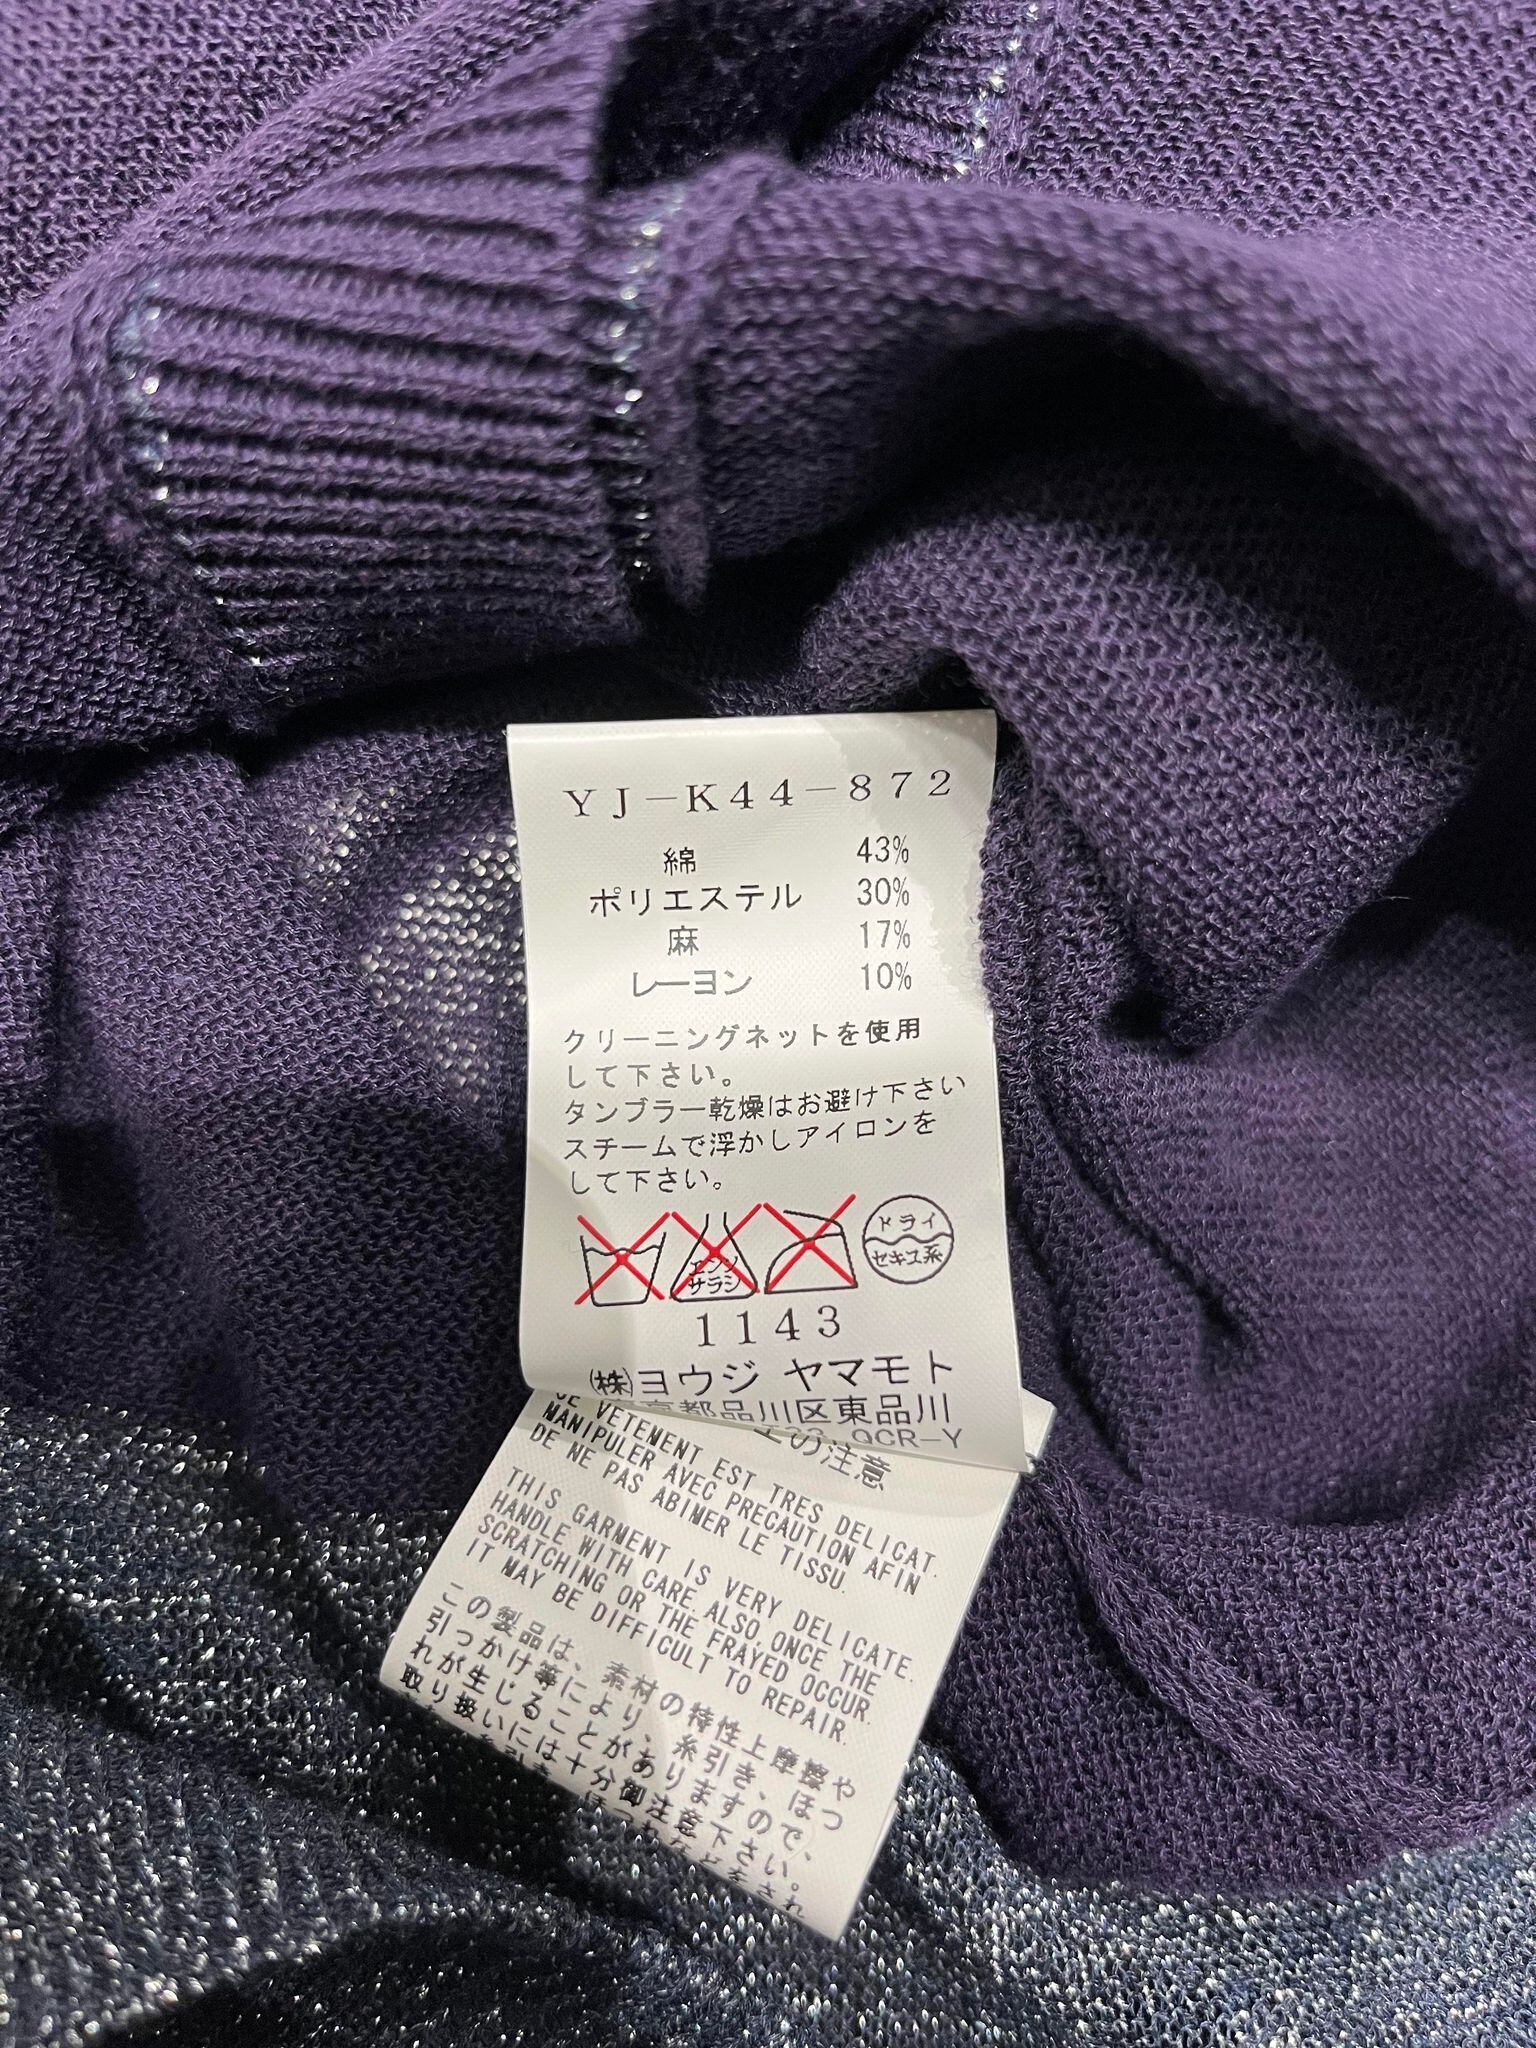 YJ-K44-872
綿 43%
ポリエステル 30%
麻 17%
レーヨン 10%
クリーニングネットを使用
して下さい。
タンブラー乾燥はお避け下さい
スチームで浮かしアイロンを
して下さい。
エンソ
サラシ
ドライ
セキユ系
1143
㈱ヨウジ ヤマモト
京都品川区東品川
QCR-Y
の注意
VETEMENT EST TRES DELICAT.
MANIPULER AVEC PRECAUTION AFIN
DE NE PAS ABIMER LE TISSU.
THIS GARMENT IS VERY DELICATE.
HANDLE WITH CARE. ALSO, ONCE THE
SCRATCHING OR THE FRAYED OCCUR.
IT MAY BE DIFFICULT TO REPAIR.
この製品は、素材の特性上摩擦や
引っかけ等により、糸引き、ほつ
れが生じることがありますので、
取り扱いには十分御注意下さい。